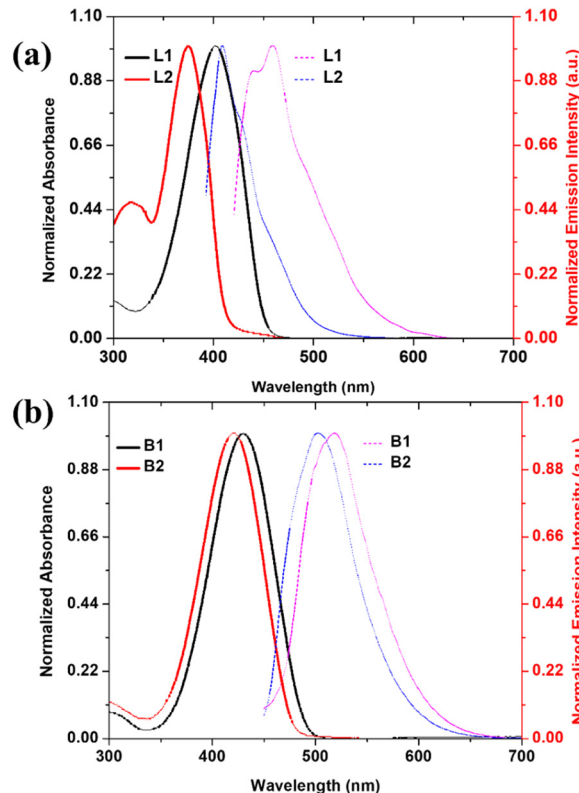 (a)
1.10
0.88
0.66
0.44
0.22
0.00
Normalized Absorbance
L1
L2
L1
L2
1.10
0.88
0.66
0.44
0.22
0.00
Normalized Emission Intensity (a.u.)
300 400 500 600 700
Wavelength (nm)
(b)
1.10
0.88
0.66
0.44
0.22
0.00
Normalized Absorbance
B1
B2
B1
B2
1.10
0.88
0.66
0.44
0.22
0.00
Normalized Emission Intensity (a.u.)
300 400 500 600 700
Wavelength (nm)